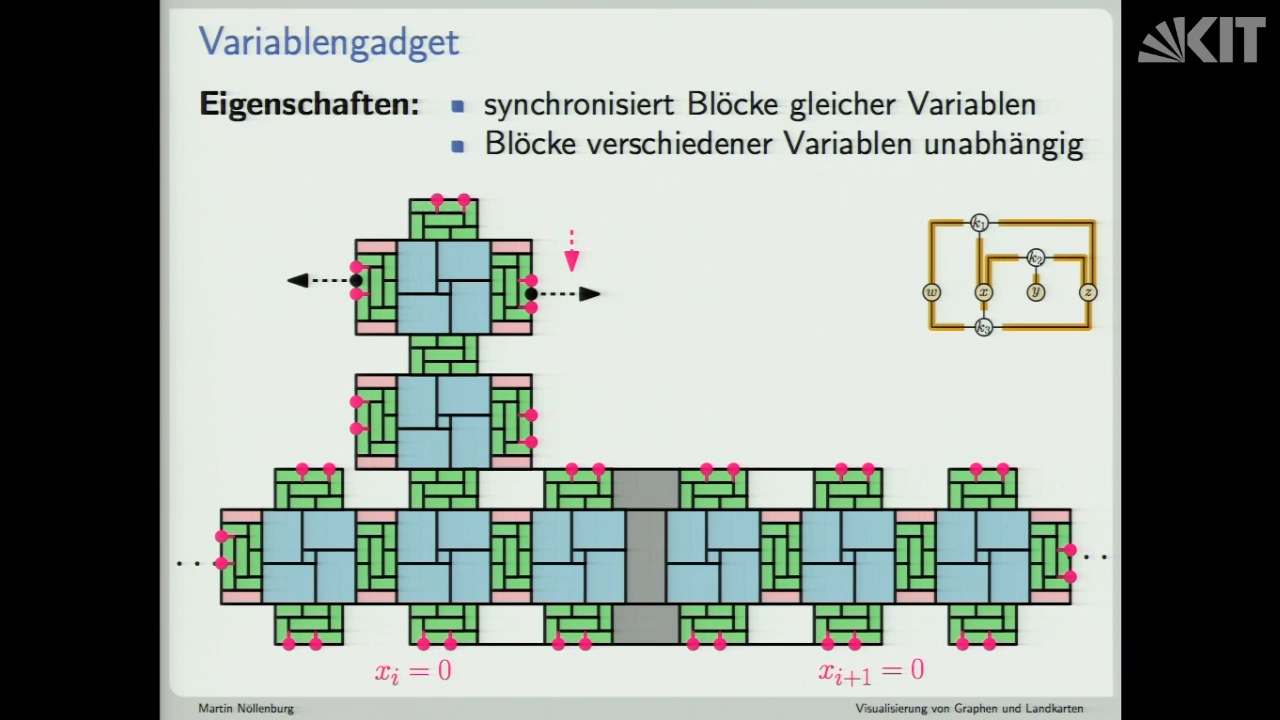 Variablengadget
KIT
Eigenschaften:
synchronisiert Blöcke gleicher Variablen
Blöcke verschiedener Variablen unabhängig
k₁
k₂
w
x
y
z
k₃
xᵢ = 0
xᵢ₊₁ = 0
Martin Nöllenburg
Visualisierung von Graphen und Landkarten